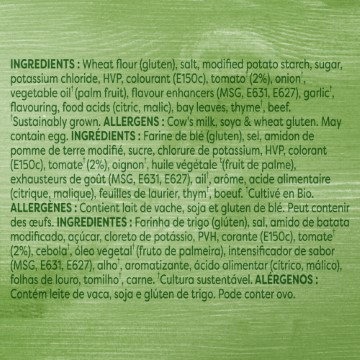 INGREDIENTS : Wheat flour (gluten), salt, modified potato starch, sugar,
potassium chloride, HVP, colourant (E150c), tomato† (2%), onion†,
vegetable oil† (palm fruit), flavour enhancers (MSG, E631, E627), garlic†,
flavouring, food acids (citric, malic), bay leaves, thyme†, beef.
†Sustainably grown. ALLERGENS : Cow's milk, soya & wheat gluten. May
contain egg. INGRÉDIENTS : Farine de blé (gluten), sel, amidon de
pomme de terre modifié, sucre, chlorure de potassium, HVP, colorant
(E150c), tomate† (2%), oignon†, huile végétale †(fruit de palme),
exhausteurs de goût (MSG, E631, E627), ail†, arôme, acide alimentaire
(citrique, malique), feuilles de laurier, thym†, boeuf. †Cultivé en Bio.
ALLERGÈNES : Contient lait de vache, soja et gluten de blé. Peut contenir
des œufs. INGREDIENTES : Farinha de trigo (glúten), sal, amido de batata
modificado, açúcar, cloreto de potássio, PVH, corante (E150c), tomate†
(2%), cebola†, óleo vegetal† (fruto de palmeira), intensificador de sabor
(MSG, E631, E627), alho†, aromatizante, ácido alimentar (cítrico, málico),
folhas de louro, tomilho†, carne. †Cultura sustentável. ALÉRGENOS :
Contém leite de vaca, soja e glúten de trigo. Pode conter ovo.